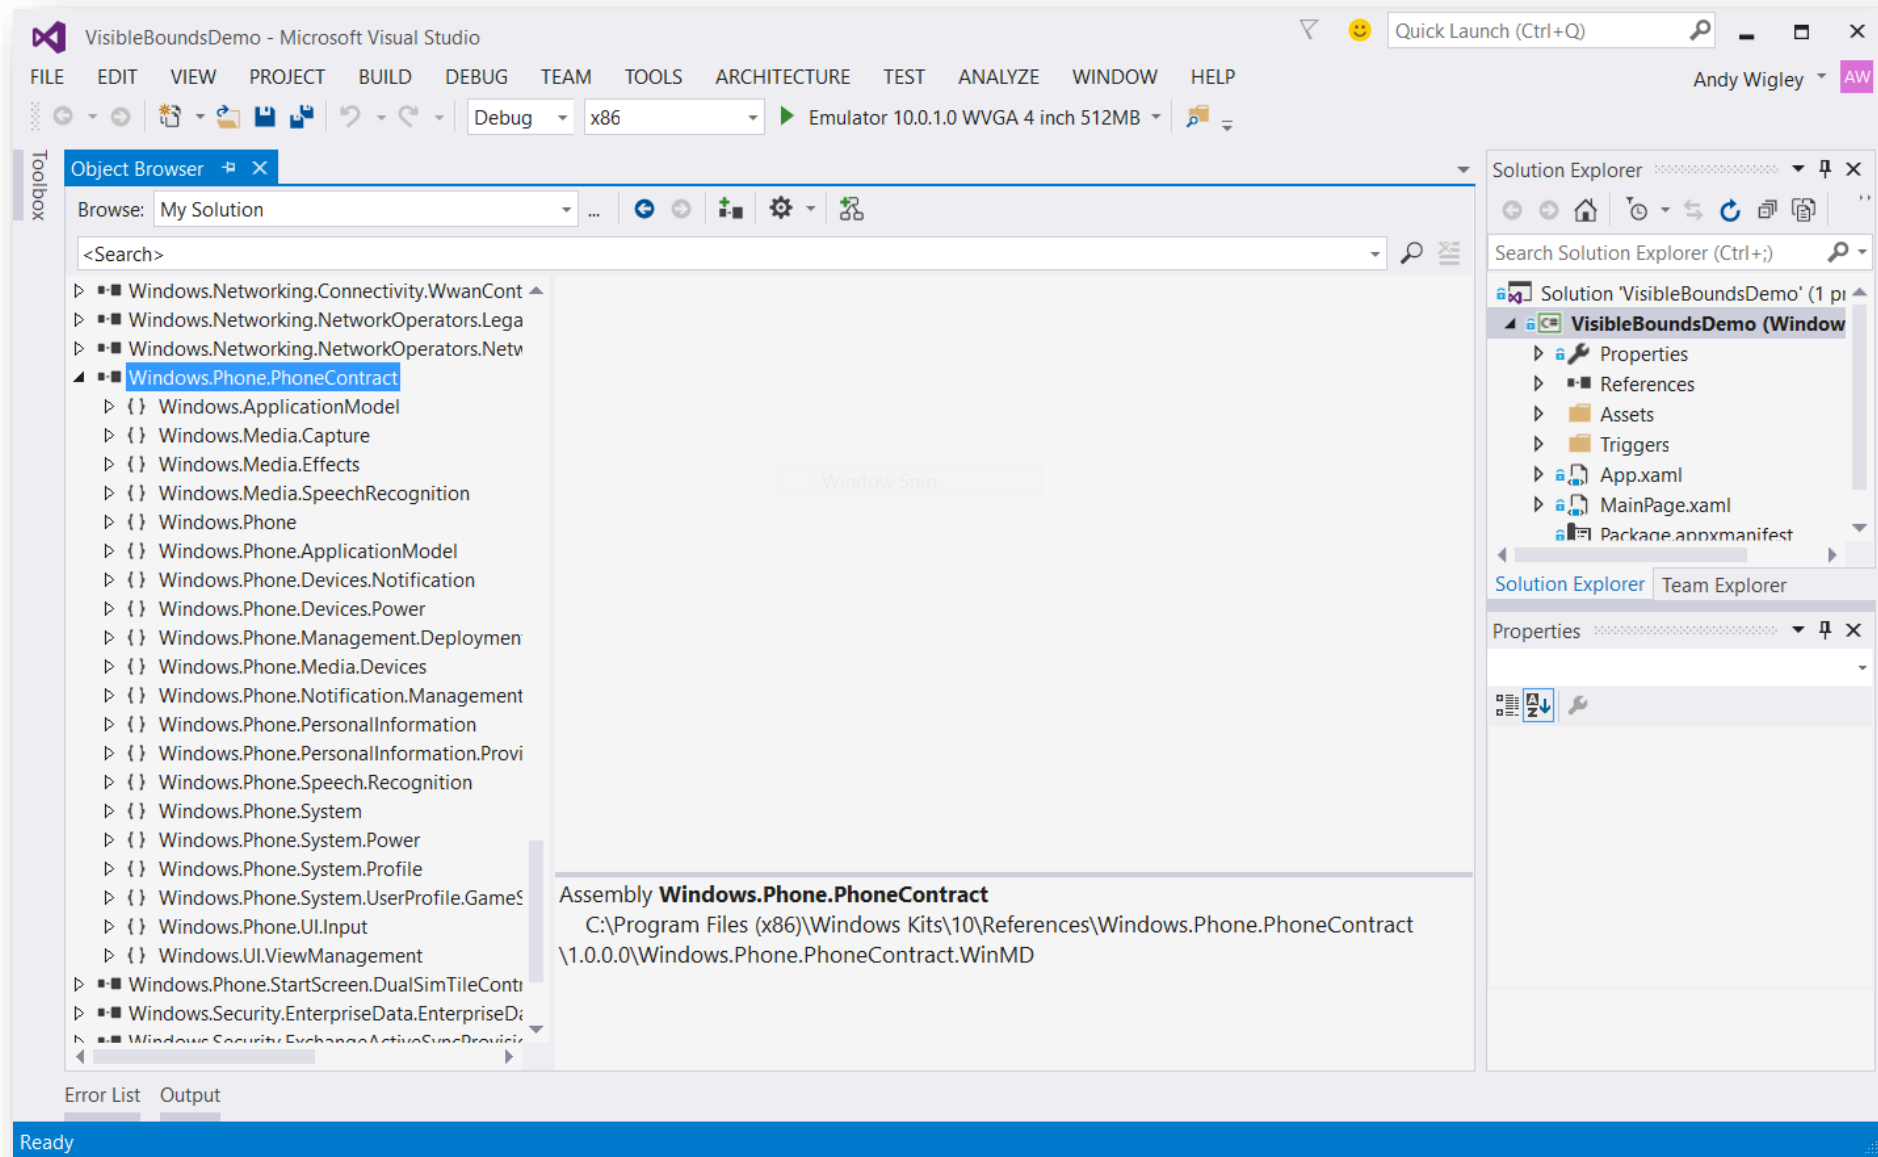 VisibleBoundsDemo - Microsoft Visual Studio
Quick Launch (Ctrl+Q)
FILE EDIT VIEW PROJECT BUILD DEBUG TEAM TOOLS ARCHITECTURE TEST ANALYZE WINDOW HELP
Andy Wigley AW
Debug x86 Emulator 10.0.1.0 WVGA 4 inch 512MB
Toolbox
Object Browser
Browse: My Solution ...
<Search>
Windows.Networking.Connectivity.WwanCont
Windows.Networking.NetworkOperators.Lega
Windows.Networking.NetworkOperators.Netw
Windows.Phone.PhoneContract
{ } Windows.ApplicationModel
{ } Windows.Media.Capture
{ } Windows.Media.Effects
{ } Windows.Media.SpeechRecognition
{ } Windows.Phone
{ } Windows.Phone.ApplicationModel
{ } Windows.Phone.Devices.Notification
{ } Windows.Phone.Devices.Power
{ } Windows.Phone.Management.Deploymen
{ } Windows.Phone.Media.Devices
{ } Windows.Phone.Notification.Management
{ } Windows.Phone.PersonalInformation
{ } Windows.Phone.PersonalInformation.Provi
{ } Windows.Phone.Speech.Recognition
{ } Windows.Phone.System
{ } Windows.Phone.System.Power
{ } Windows.Phone.System.Profile
{ } Windows.Phone.System.UserProfile.GameS
{ } Windows.Phone.UI.Input
{ } Windows.UI.ViewManagement
Windows.Phone.StartScreen.DualSimTileContr
Windows.Security.EnterpriseData.EnterpriseDa
Windows.Security.ExchangeActiveSyncProvisic
Window Snip
Assembly Windows.Phone.PhoneContract
C:\Program Files (x86)\Windows Kits\10\References\Windows.Phone.PhoneContract
\1.0.0.0\Windows.Phone.PhoneContract.WinMD
Solution Explorer
Search Solution Explorer (Ctrl+;)
Solution 'VisibleBoundsDemo' (1 pr
C# VisibleBoundsDemo (Window
Properties
References
Assets
Triggers
App.xaml
MainPage.xaml
Package.appxmanifest
Solution Explorer Team Explorer
Properties
Error List Output
Ready